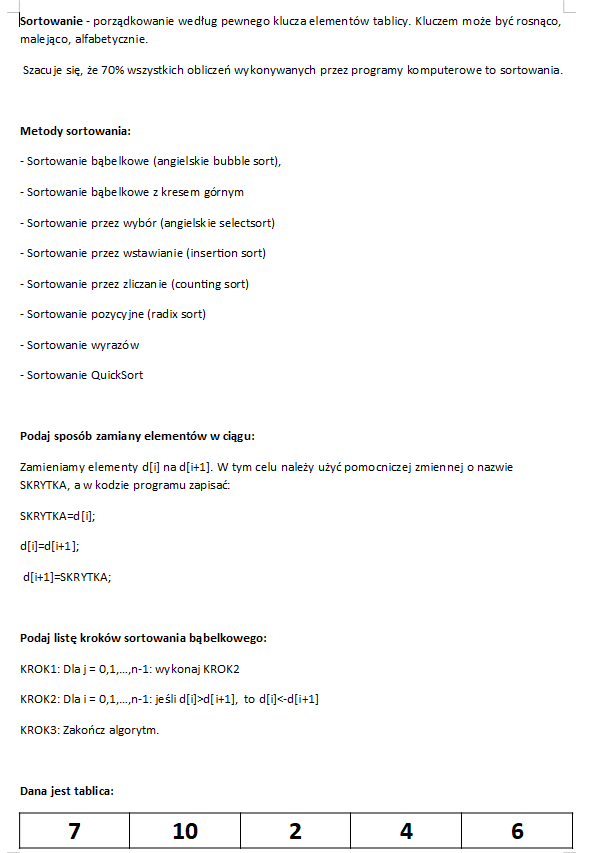 Sortowanie - porządkowanie według pewnego klucza elementów tablicy. Kluczem może być rosnąco,
malejąco, alfabetycznie.
Szacuje się, że 70% wszystkich obliczeń wykonywanych przez programy komputerowe to sortowania.
Metody sortowania:
- Sortowanie bąbelkowe (angielskie bubble sort),
- Sortowanie bąbelkowe z kresem górnym
- Sortowanie przez wybór (angielskie selectsort)
- Sortowanie przez wstawianie (insertion sort)
- Sortowanie przez zliczanie (counting sort)
- Sortowanie pozycyjne (radix sort)
- Sortowanie wyrazów
- Sortowanie QuickSort
Podaj sposób zamiany elementów w ciągu:
Zamieniamy elementy d[i] na d[i+1]. W tym celu należy użyć pomocniczej zmiennej o nazwie
SKRYTKA, a w kodzie programu zapisać:
SKRYTKA=d[i];
d[i]=d[i+1];
d[i+1]=SKRYTKA;
Podaj listę kroków sortowania bąbelkowego:
KROK1: Dla j = 0,1,...,n-1: wykonaj KROK2
KROK2: Dla i = 0,1,...,n-1: jeśli d[i]>d[i+1], to d[i]<-d[i+1]
KROK3: Zakończ algorytm.
Dana jest tablica:
7 10 2 4 6